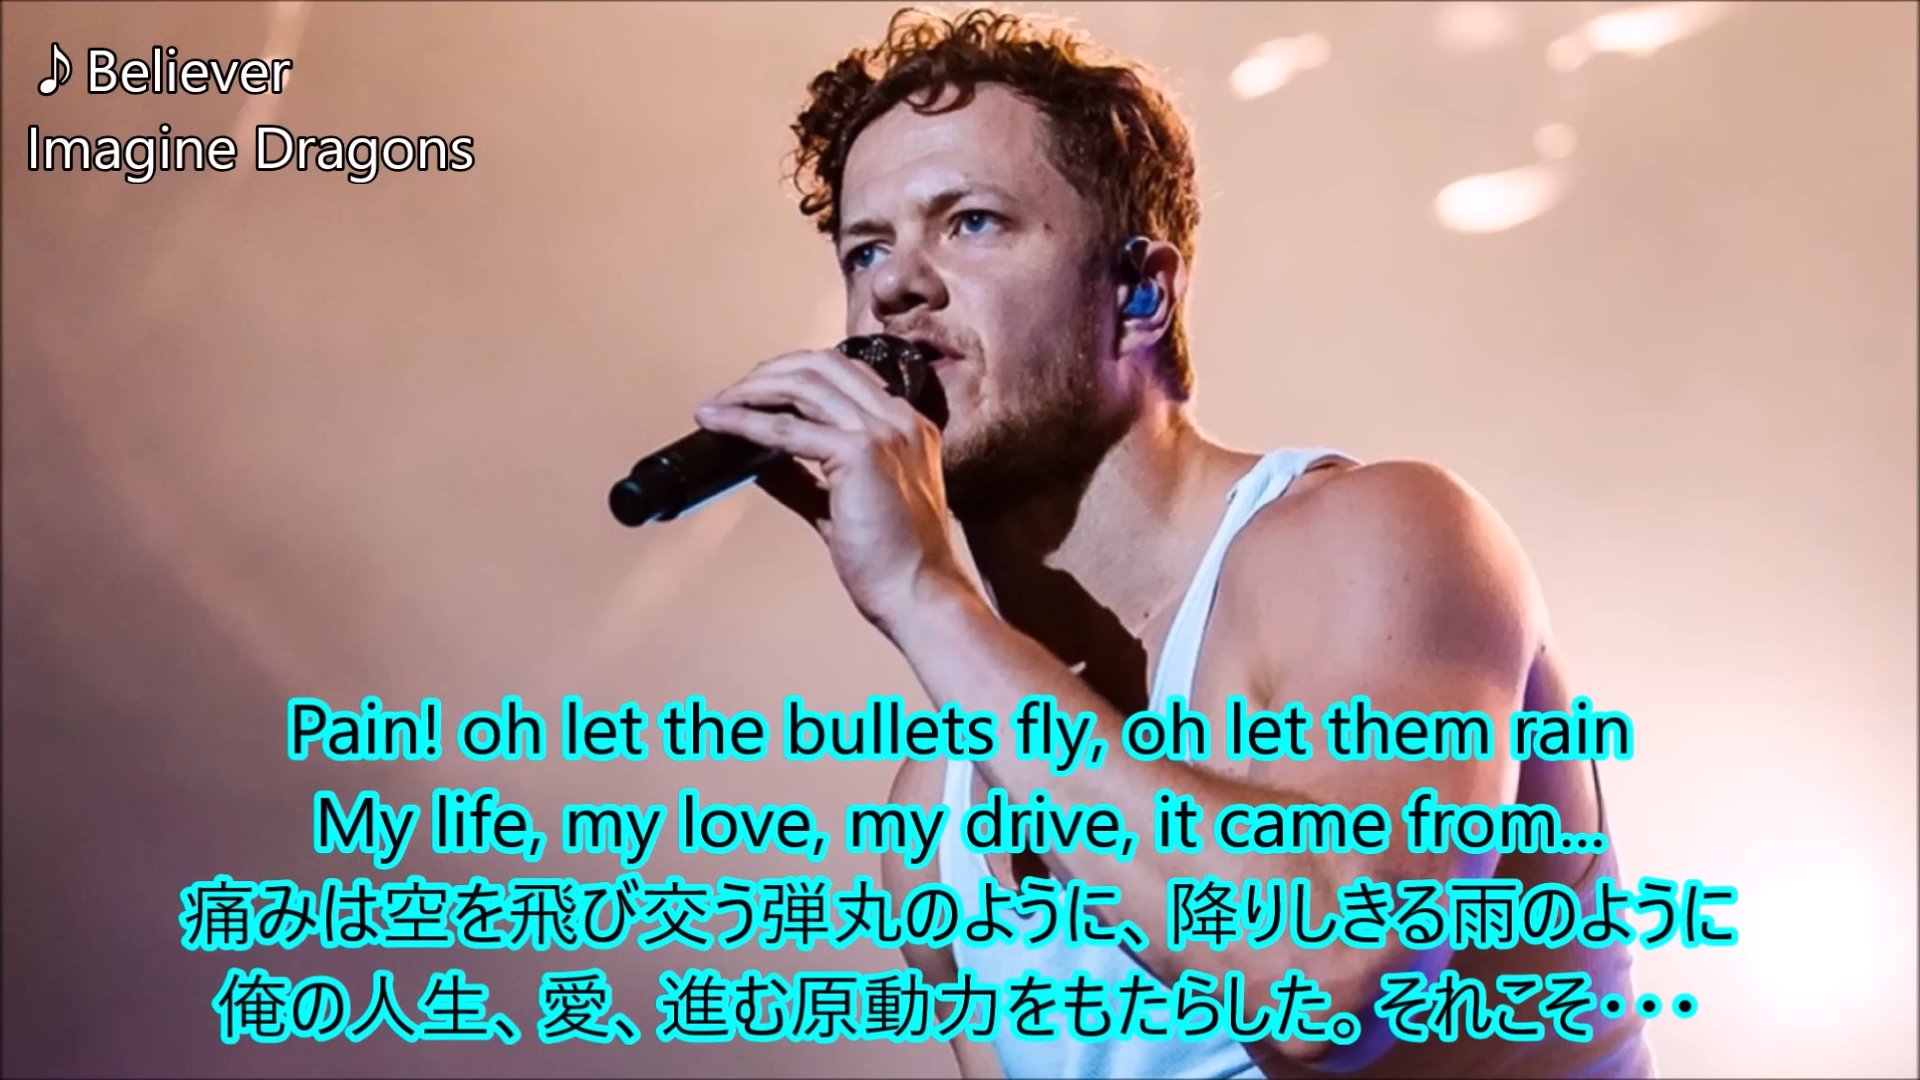 ♪Believer
Imagine Dragons
Pain! oh let the bullets fly, oh let them rain
My life, my love, my drive, it came from...
痛みは空を飛び交う弾丸のように、降りしきる雨のように
俺の人生、愛、進む原動力をもたらした。それこそ・・・